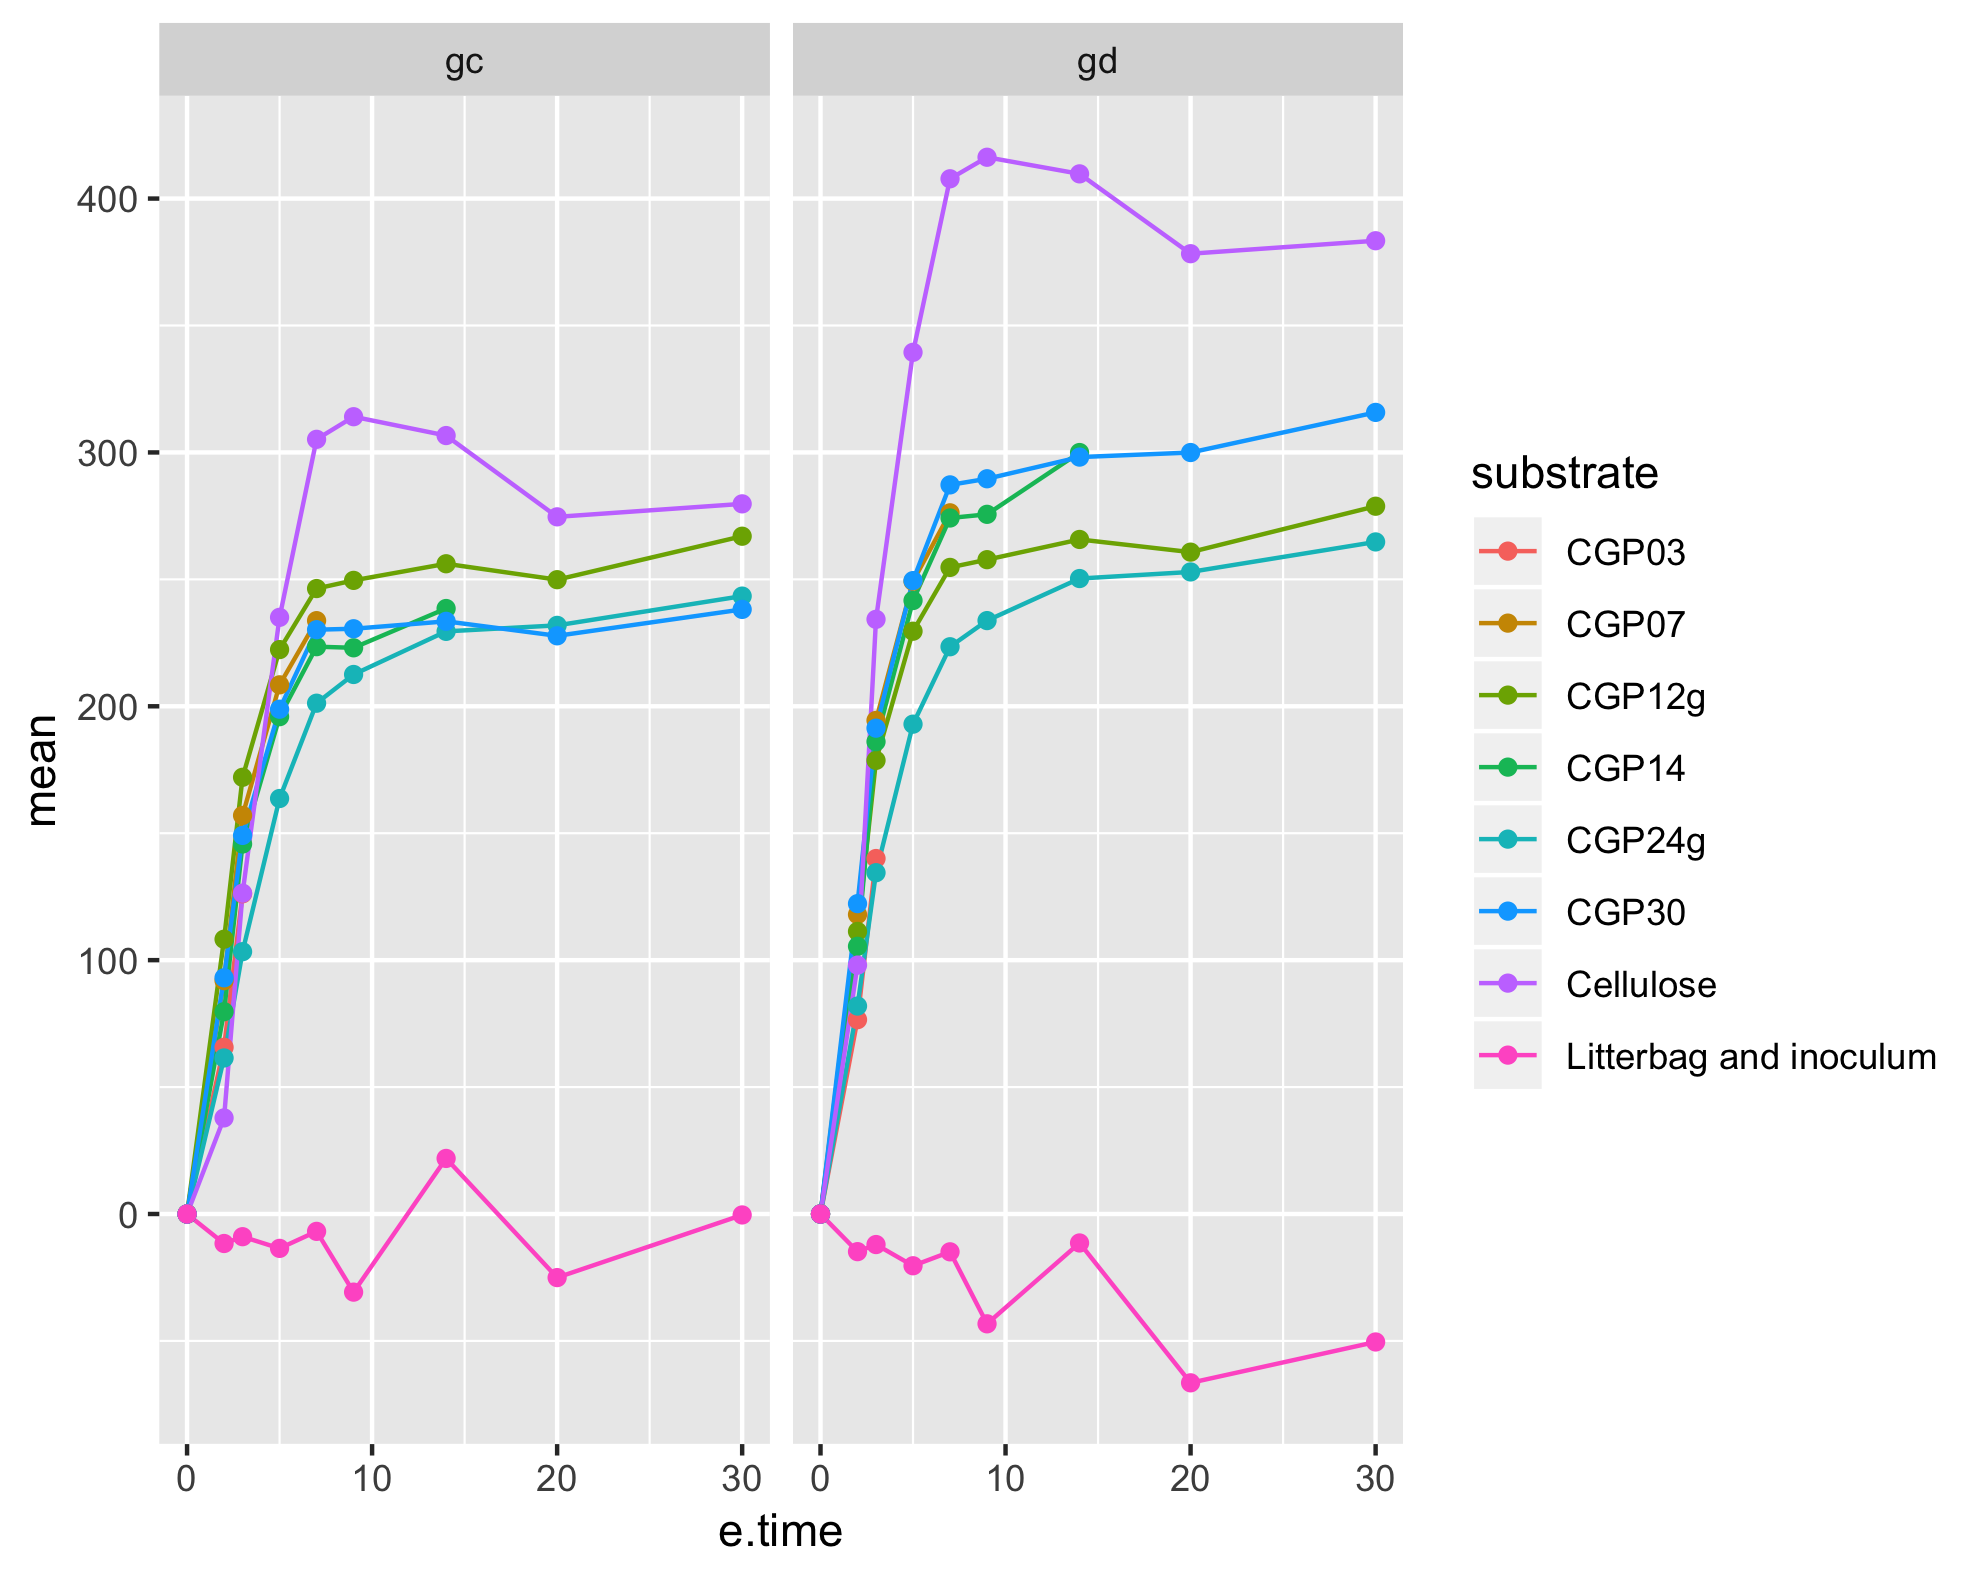 gc
gd
400
300
200
100
0
mean
0 10 20 30
0 10 20 30
e.time
substrate
CGP03
CGP07
CGP12g
CGP14
CGP24g
CGP30
Cellulose
Litterbag and inoculum